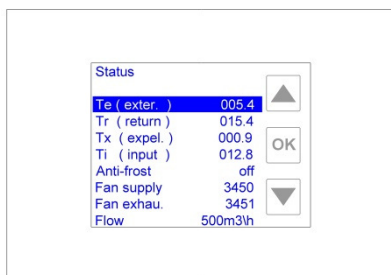 Status
Te ( exter. ) 005.4
Tr ( return ) 015.4
Tx ( expel. ) 000.9
Ti ( input ) 012.8
Anti-frost off
Fan supply 3450
Fan exhau. 3451
Flow 500m3\h
OK